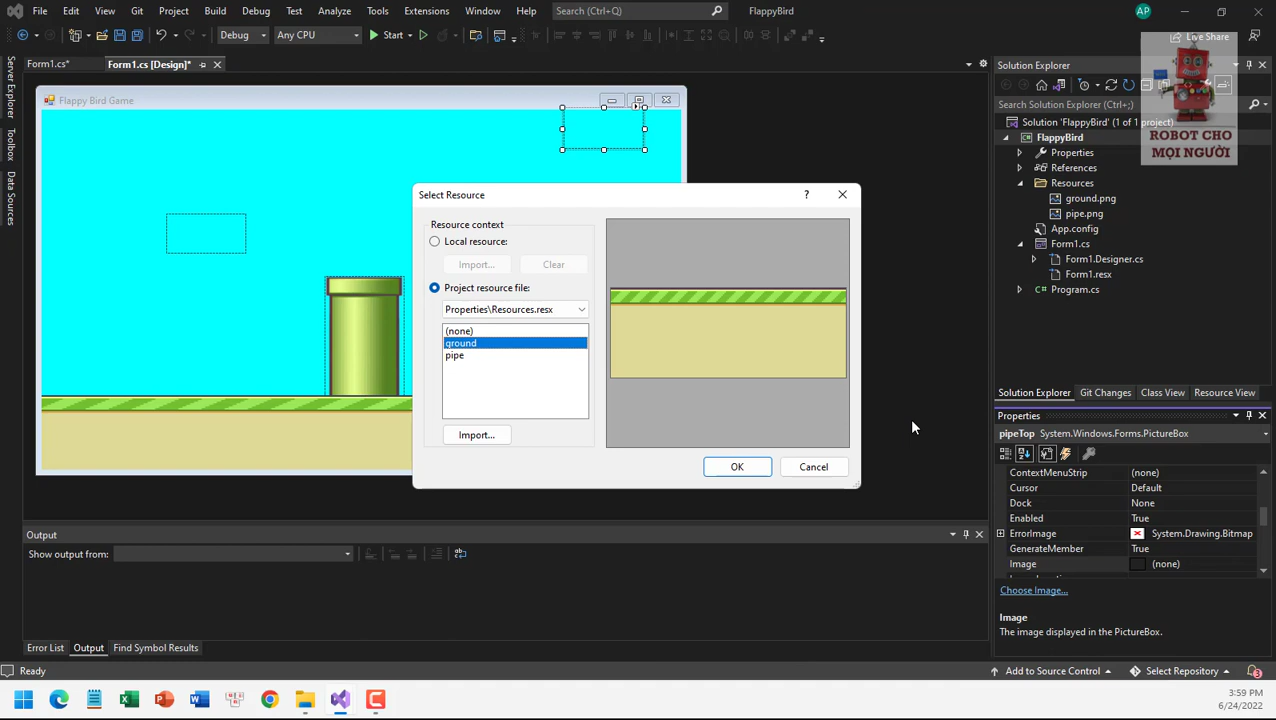 File Edit View Git Project Build Debug Test Analyze Tools Extensions Window Help Search (Ctrl+Q) FlappyBird AP
Debug Any CPU Start Live Share
Form1.cs* Form1.cs [Design]*
Server Explorer
Toolbox
Data Sources
Flappy Bird Game
Select Resource ?
Resource context
Local resource:
Import... Clear
Project resource file:
Properties\Resources.resx
(none)
ground
pipe
Import...
OK Cancel
Output
Show output from:
Error List Output Find Symbol Results
Solution Explorer
Search Solution Explorer (Ctrl+;)
Solution 'FlappyBird' (1 of 1 project)
FlappyBird
Properties
References
Resources
ground.png
pipe.png
App.config
Form1.cs
Form1.Designer.cs
Form1.resx
Program.cs
ROBOT CHO
MỌI NGƯỜI
Solution Explorer Git Changes Class View Resource View
Properties
pipeTop System.Windows.Forms.PictureBox
ContextMenuStrip (none)
Cursor Default
Dock None
Enabled True
ErrorImage System.Drawing.Bitmap
GenerateMember True
Image (none)
Choose Image...
Image
The image displayed in the PictureBox.
Ready Add to Source Control Select Repository 3
3:59 PM
6/24/2022